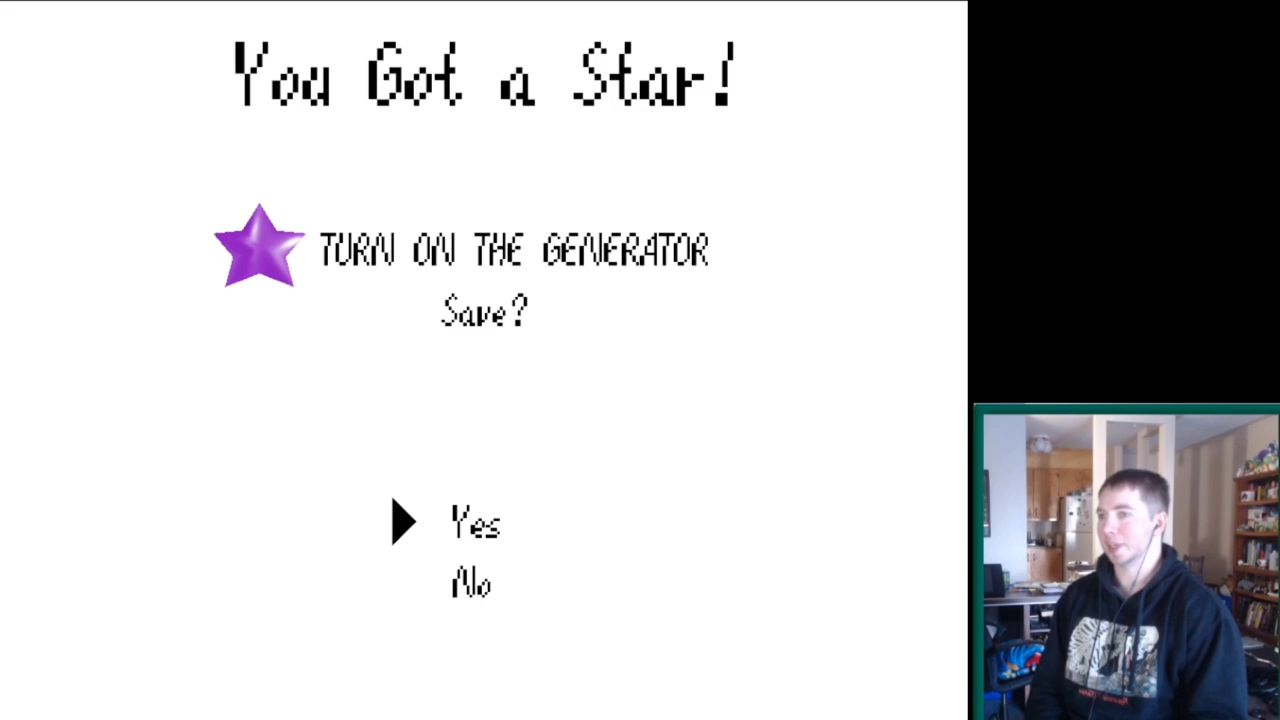 You Got a Star!
TURN ON THE GENERATOR
Save?
Yes
No